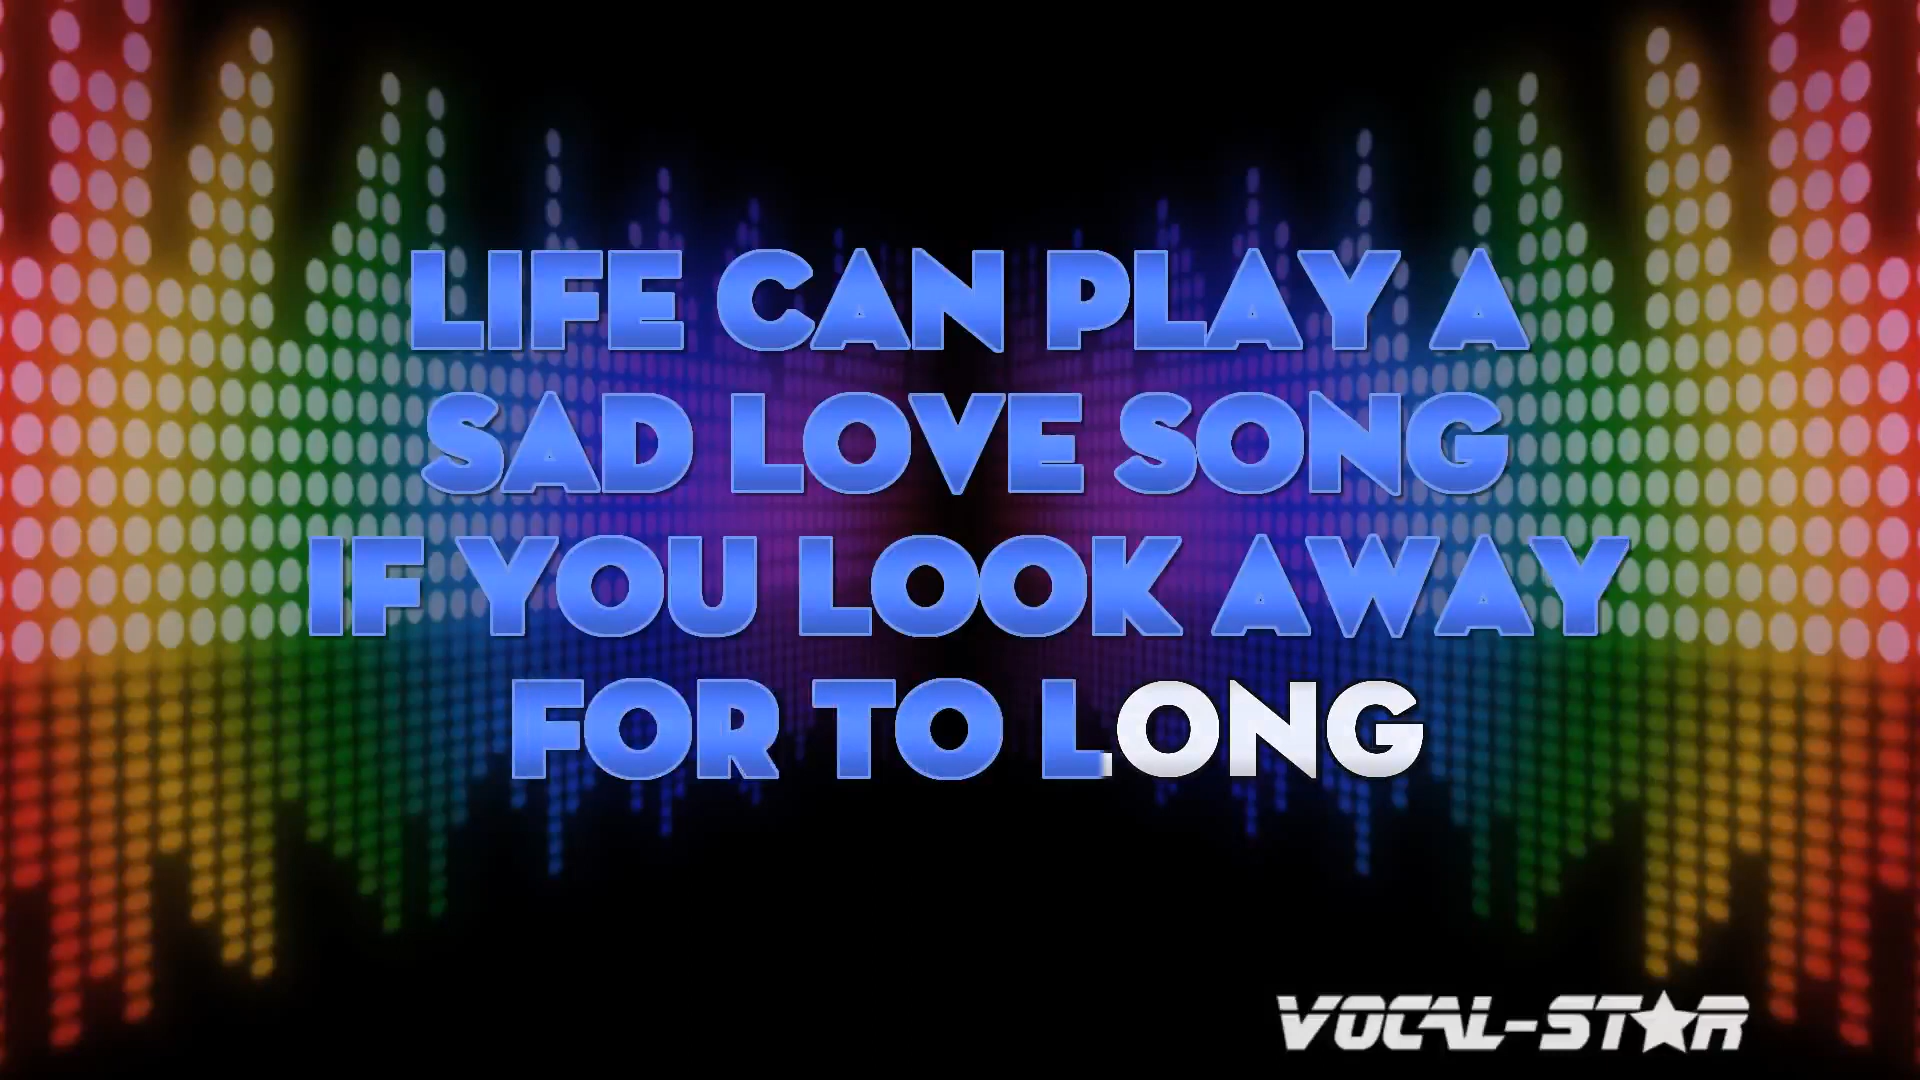 LIFE CAN PLAY A
SAD LOVE SONG
IF YOU LOOK AWAY
FOR TO LONG
VOCAL-STAR